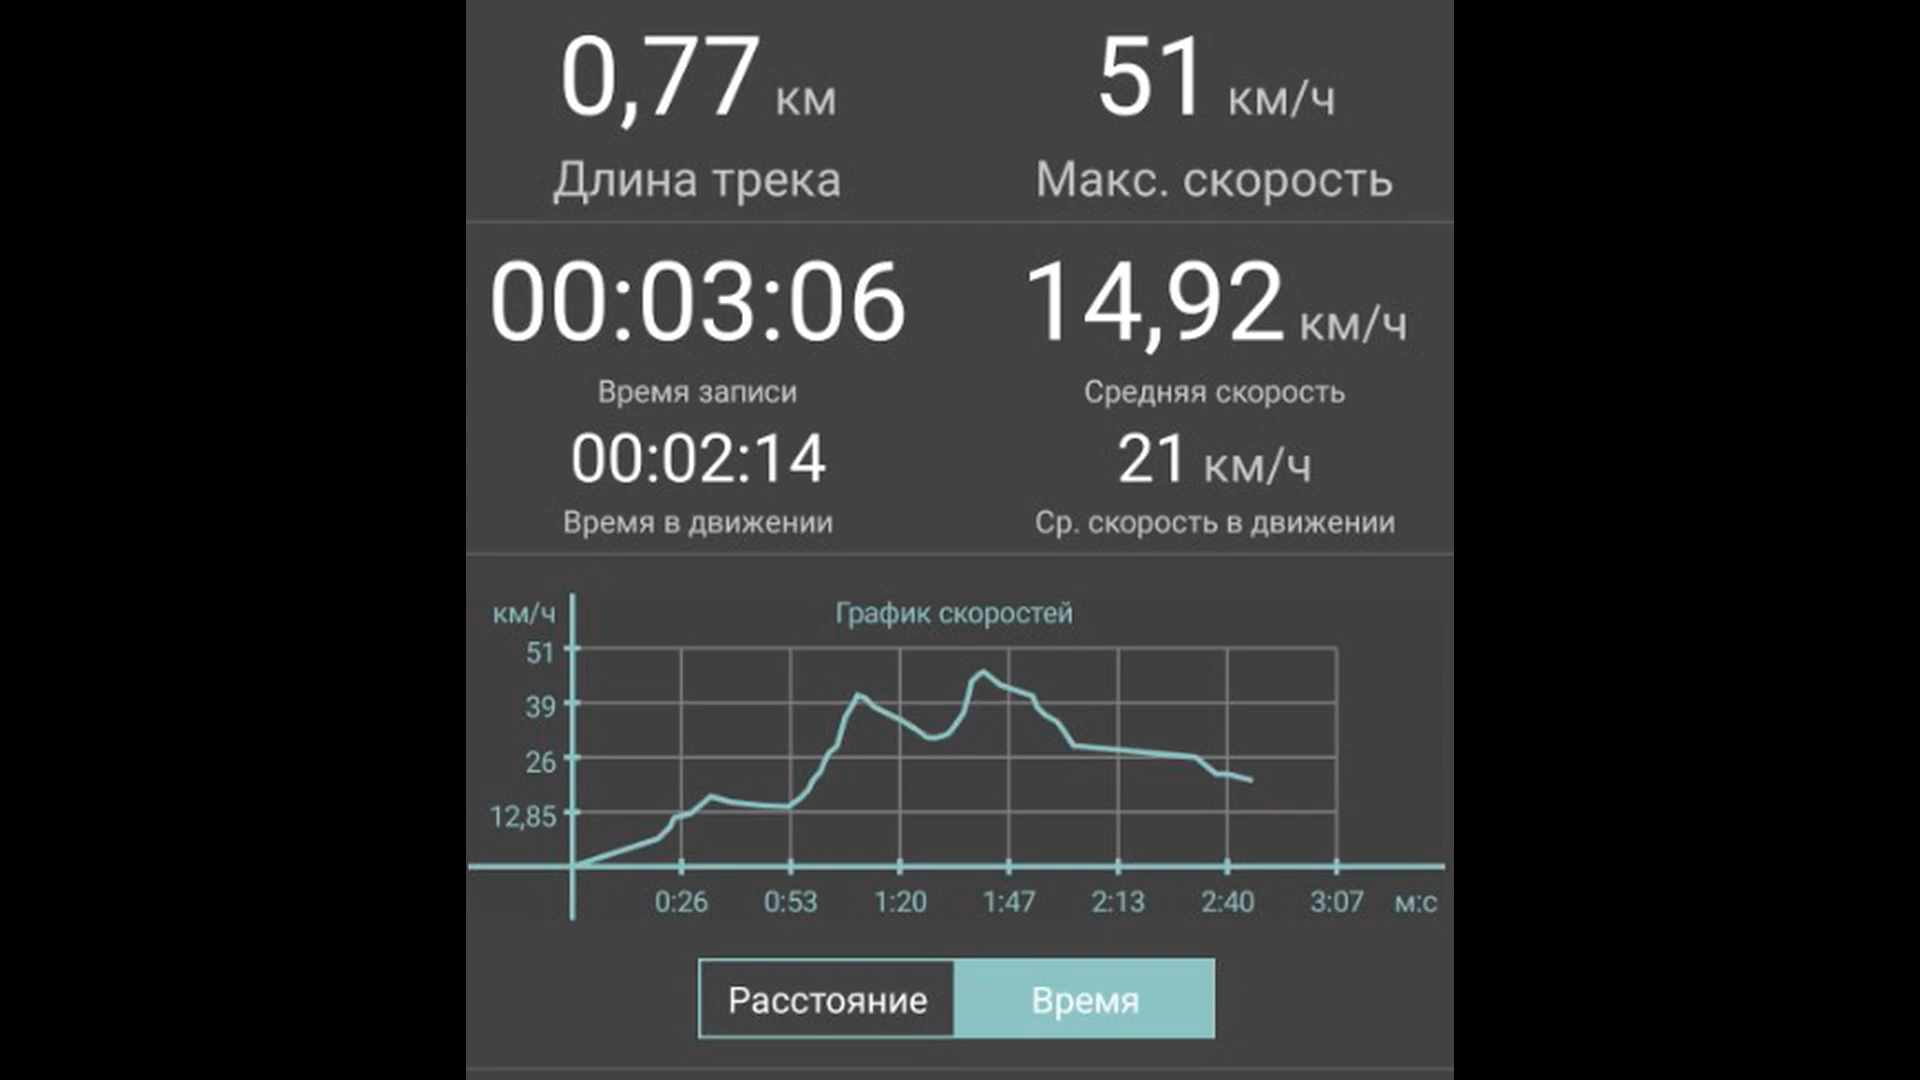 0,77 км
51 км/ч
Длина трека
Макс. скорость
00:03:06
14,92 км/ч
Время записи
Средняя скорость
00:02:14
21 км/ч
Время в движении
Ср. скорость в движении
км/ч
График скоростей
51
39
26
12,85
0:26 0:53 1:20 1:47 2:13 2:40 3:07 м:с
Расстояние
Время